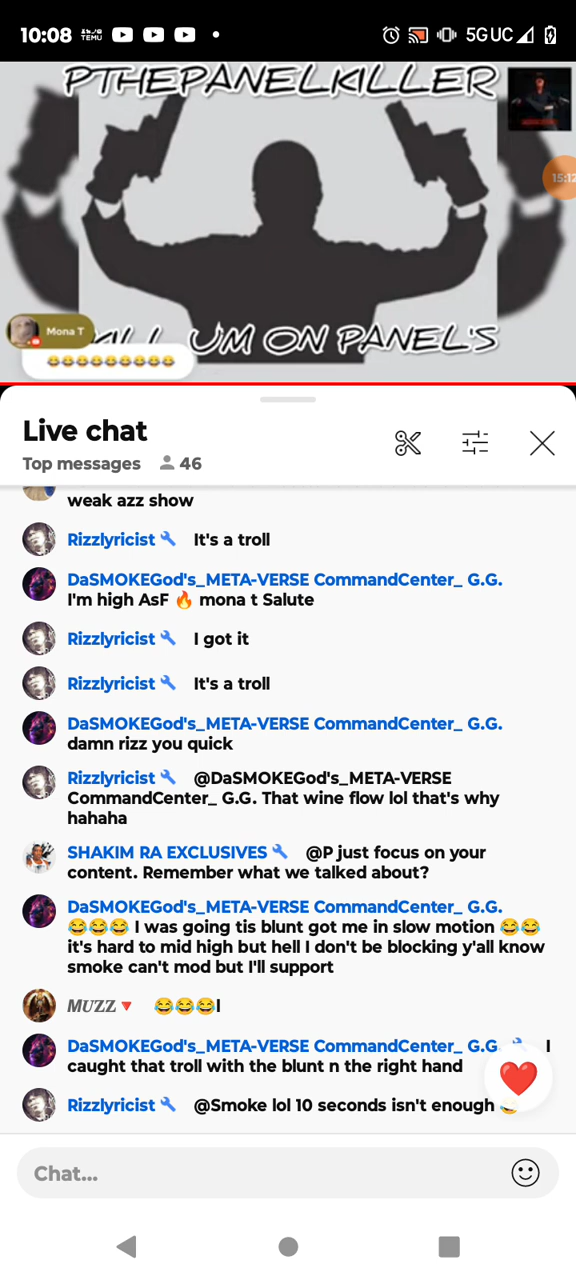 10:08 TEMU 5G UC
PTHEPANELKILLER
15:12
Mona T
KILL UM ON PANEL'S
😂😂😂😂😂😂😂😂😂
Live chat
Top messages 46
weak azz show
Rizzlyricist It's a troll
DaSMOKEGod's_META-VERSE CommandCenter_ G.G.
I'm high AsF 🔥 mona t Salute
Rizzlyricist I got it
Rizzlyricist It's a troll
DaSMOKEGod's_META-VERSE CommandCenter_ G.G.
damn rizz you quick
Rizzlyricist @DaSMOKEGod's_META-VERSE
CommandCenter_ G.G. That wine flow lol that's why
hahaha
SHAKIM RA EXCLUSIVES @P just focus on your
content. Remember what we talked about?
DaSMOKEGod's_META-VERSE CommandCenter_ G.G.
😂😂😂 I was going tis blunt got me in slow motion 😂😂
it's hard to mid high but hell I don't be blocking y'all know
smoke can't mod but I'll support
MUZZ🔻 😂😂😂I
DaSMOKEGod's_META-VERSE CommandCenter_ G.G. I
caught that troll with the blunt n the right hand
Rizzlyricist @Smoke lol 10 seconds isn't enough 😂
Chat...